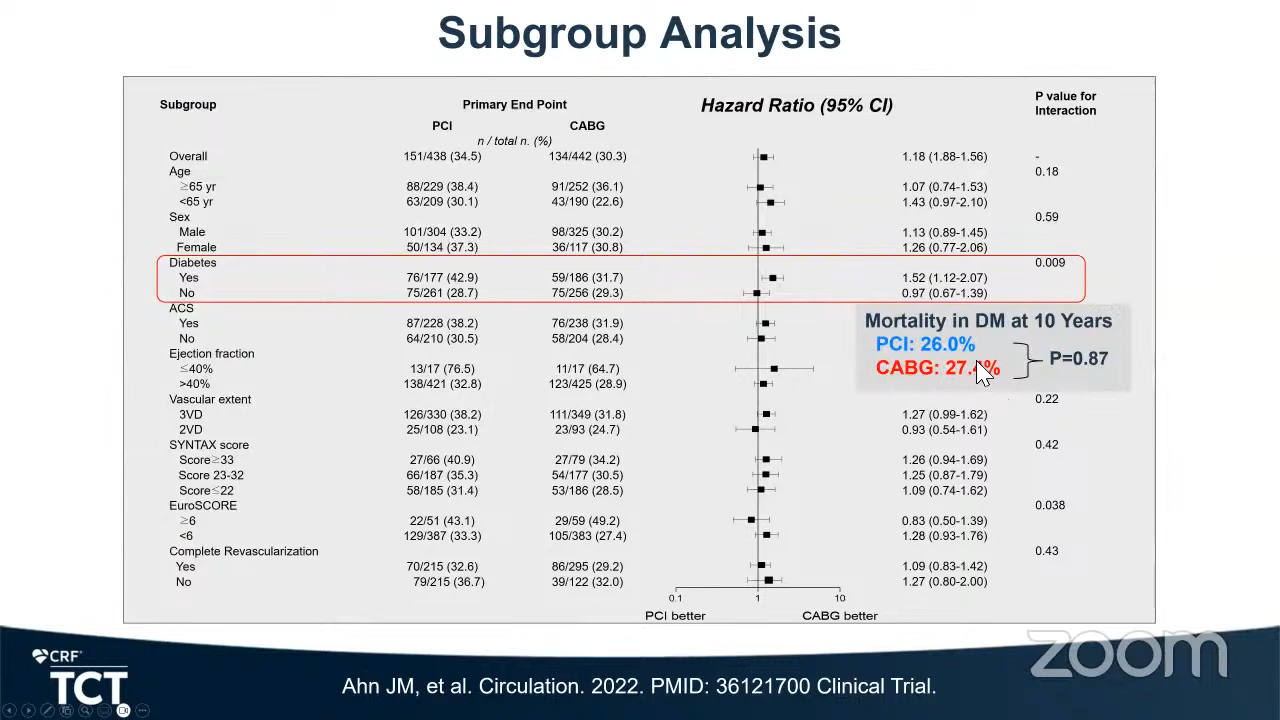 Subgroup Analysis
Subgroup Primary End Point Hazard Ratio (95% CI) P value for Interaction
PCI CABG
n / total n. (%)
Overall 151/438 (34.5) 134/442 (30.3) 1.18 (1.88-1.56) -
Age 0.18
≥65 yr 88/229 (38.4) 91/252 (36.1) 1.07 (0.74-1.53)
<65 yr 63/209 (30.1) 43/190 (22.6) 1.43 (0.97-2.10)
Sex 0.59
Male 101/304 (33.2) 98/325 (30.2) 1.13 (0.89-1.45)
Female 50/134 (37.3) 36/117 (30.8) 1.26 (0.77-2.06)
Diabetes 0.009
Yes 76/177 (42.9) 59/186 (31.7) 1.52 (1.12-2.07)
No 75/261 (28.7) 75/256 (29.3) 0.97 (0.67-1.39)
ACS
Yes 87/228 (38.2) 76/238 (31.9)
No 64/210 (30.5) 58/204 (28.4)
Ejection fraction
≤40% 13/17 (76.5) 11/17 (64.7)
>40% 138/421 (32.8) 123/425 (28.9)
Mortality in DM at 10 Years
PCI: 26.0%
CABG: 27. %
P=0.87
Vascular extent 0.22
3VD 126/330 (38.2) 111/349 (31.8) 1.27 (0.99-1.62)
2VD 25/108 (23.1) 23/93 (24.7) 0.93 (0.54-1.61)
SYNTAX score 0.42
Score≥33 27/66 (40.9) 27/79 (34.2) 1.26 (0.94-1.69)
Score 23-32 66/187 (35.3) 54/177 (30.5) 1.25 (0.87-1.79)
Score≤22 58/185 (31.4) 53/186 (28.5) 1.09 (0.74-1.62)
EuroSCORE 0.038
≥6 22/51 (43.1) 29/59 (49.2) 0.83 (0.50-1.39)
<6 129/387 (33.3) 105/383 (27.4) 1.28 (0.93-1.76)
Complete Revascularization 0.43
Yes 70/215 (32.6) 86/295 (29.2) 1.09 (0.83-1.42)
No 79/215 (36.7) 39/122 (32.0) 1.27 (0.80-2.00)
0.1 1 10
PCI better CABG better
zoom
CRF
TCT
Ahn JM, et al. Circulation. 2022. PMID: 36121700 Clinical Trial.